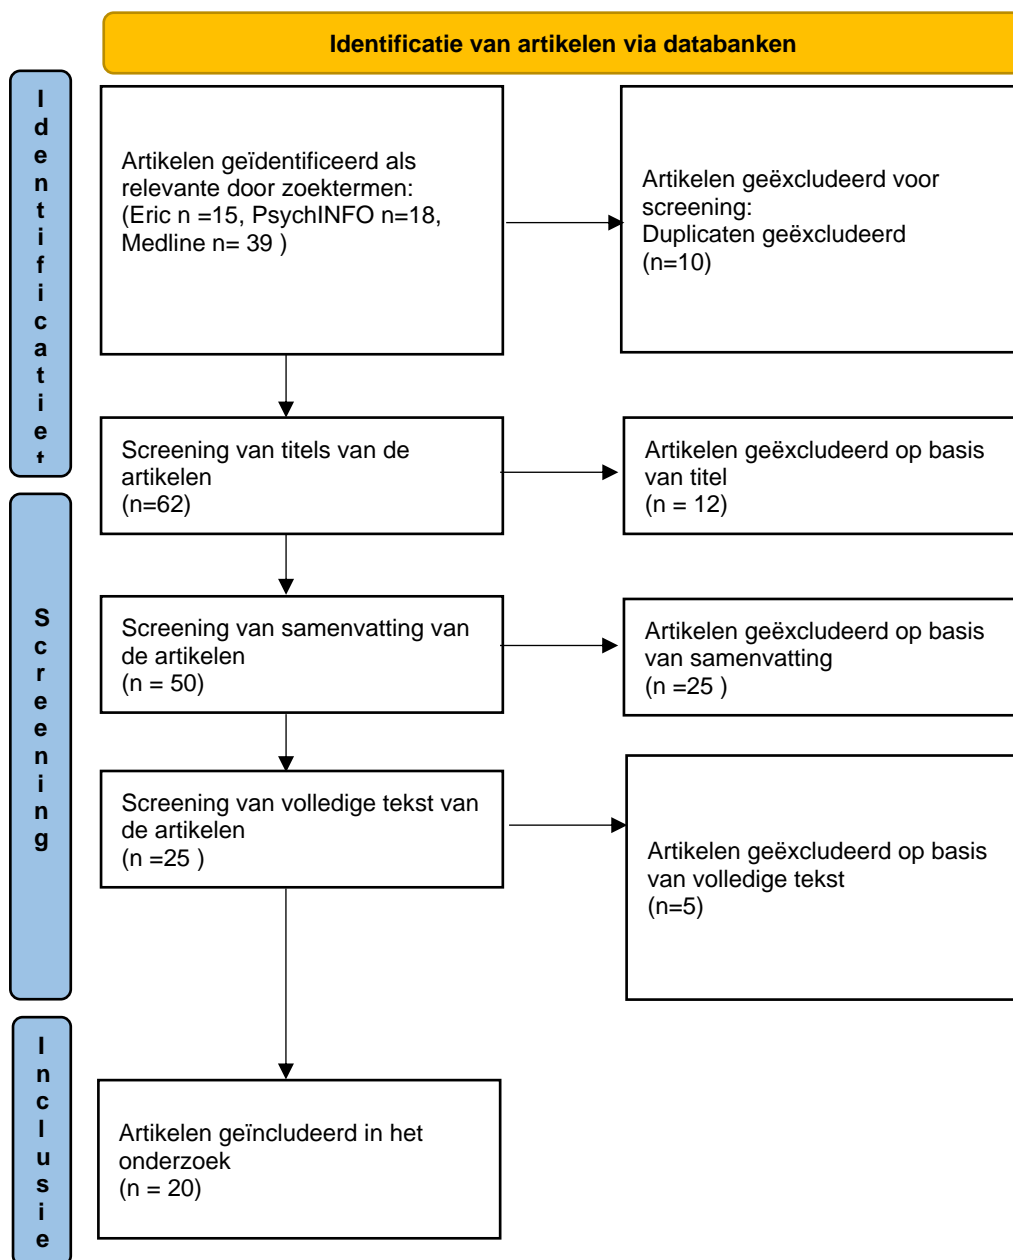 Identificatie van artikelen via databanken
Identificatiet
Artikelen geïdentificeerd als
relevante door zoektermen:
(Eric n =15, PsychINFO n=18,
Medline n= 39 )
Artikelen geëxcludeerd voor
screening:
Duplicaten geëxcludeerd
(n=10)
Screening van titels van de
artikelen
(n=62)
Artikelen geëxcludeerd op basis
van titel
(n = 12)
Screening
Screening van samenvatting van
de artikelen
(n = 50)
Artikelen geëxcludeerd op basis
van samenvatting
(n =25 )
Screening van volledige tekst van
de artikelen
(n =25 )
Artikelen geëxcludeerd op basis
van volledige tekst
(n=5)
Inclusie
Artikelen geïncludeerd in het
onderzoek
(n = 20)